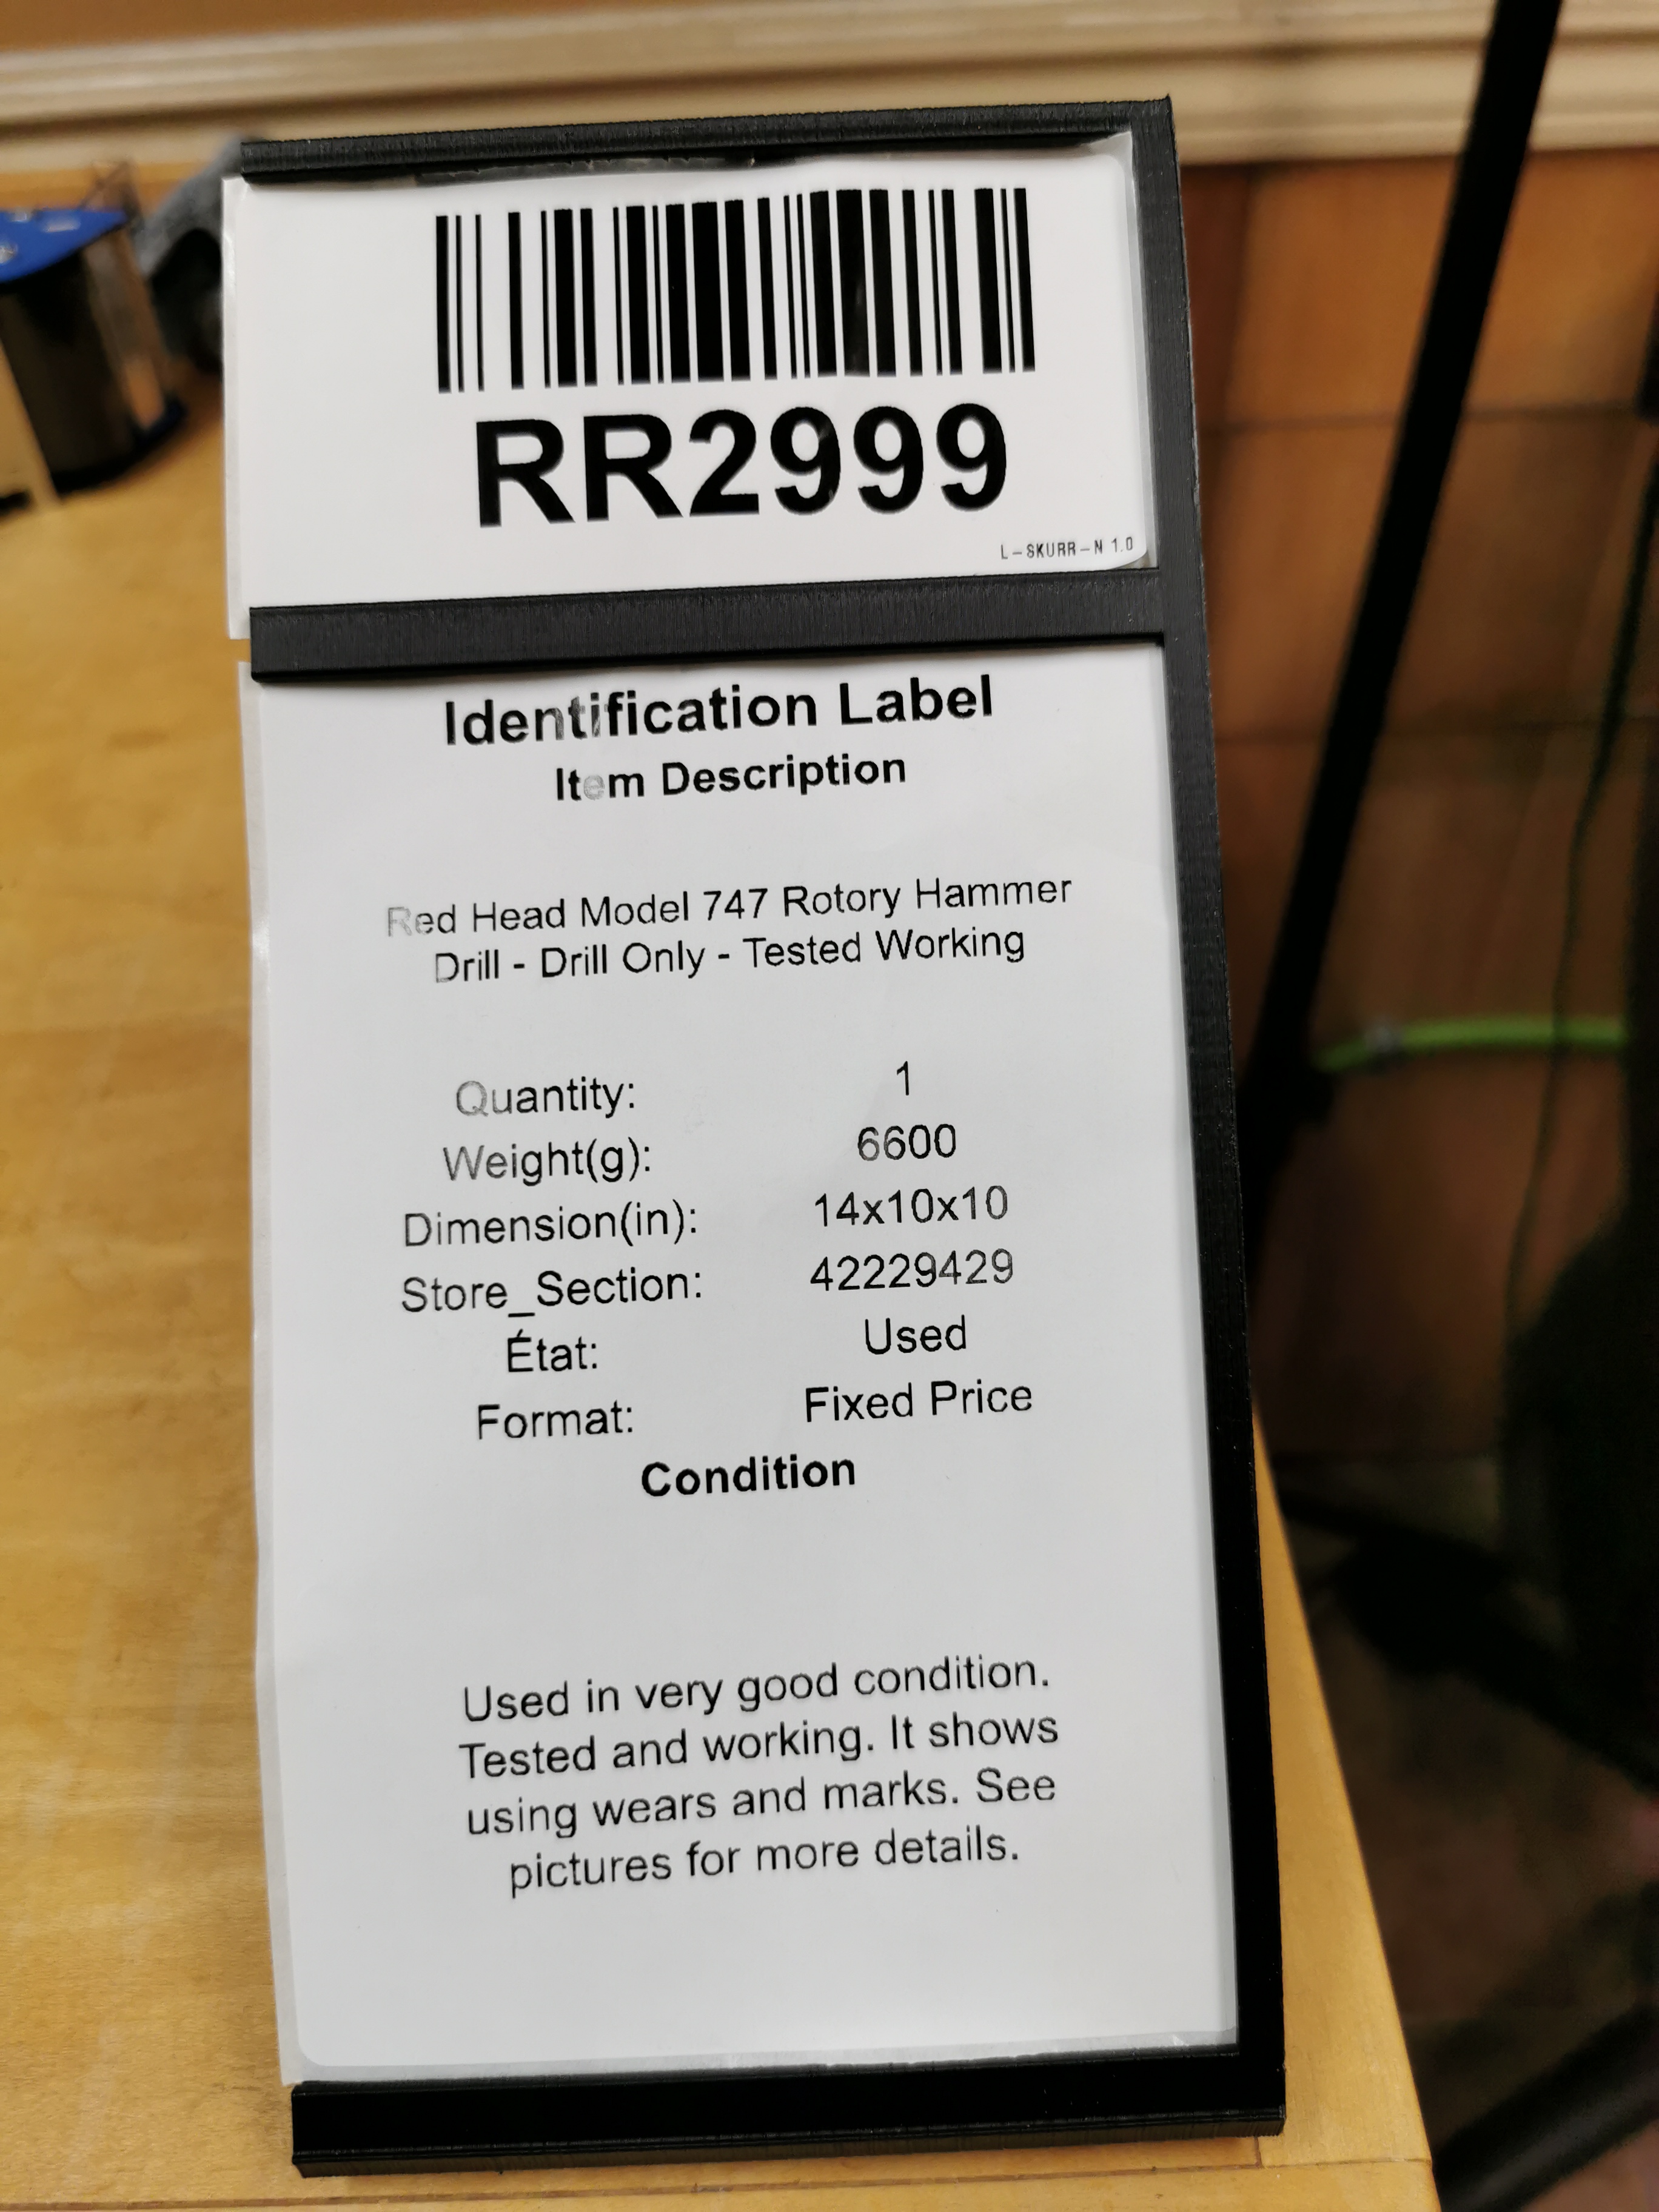 RR2999
L-SKURR-N 1.0
Identification Label
Item Description
Red Head Model 747 Rotory Hammer
Drill - Drill Only - Tested Working
Quantity: 1
Weight(g): 6600
Dimension(in): 14x10x10
Store_Section: 42229429
État: Used
Format: Fixed Price
Condition
Used in very good condition.
Tested and working. It shows
using wears and marks. See
pictures for more details.